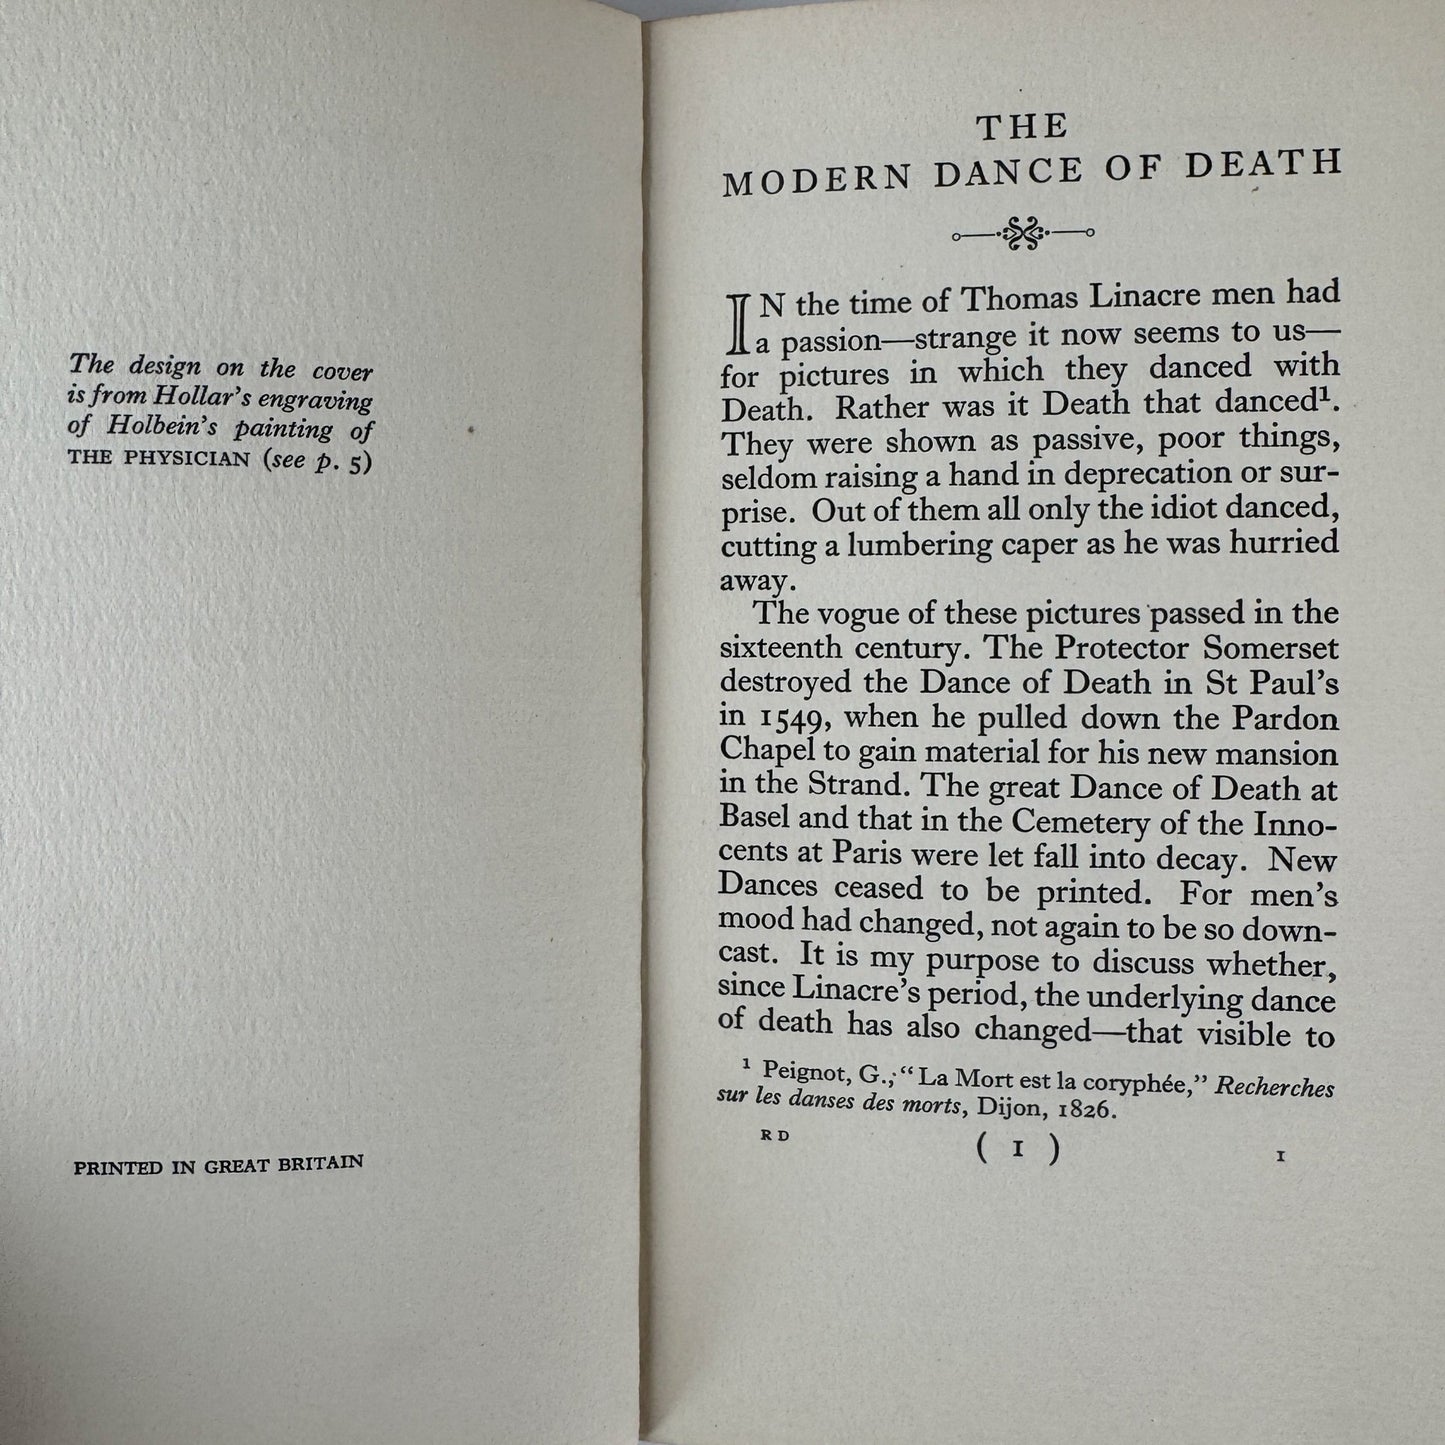 The design on the cover
is from Hollar's engraving
of Holbein's painting of
THE PHYSICIAN (see p. 5)
PRINTED IN GREAT BRITAIN
THE
MODERN DANCE OF DEATH
IN the time of Thomas Linacre men had
a passion—strange it now seems to us—
for pictures in which they danced with
Death. Rather was it Death that danced¹.
They were shown as passive, poor things,
seldom raising a hand in deprecation or sur-
prise. Out of them all only the idiot danced,
cutting a lumbering caper as he was hurried
away.
The vogue of these pictures passed in the
sixteenth century. The Protector Somerset
destroyed the Dance of Death in St Paul's
in 1549, when he pulled down the Pardon
Chapel to gain material for his new mansion
in the Strand. The great Dance of Death at
Basel and that in the Cemetery of the Inno-
cents at Paris were let fall into decay. New
Dances ceased to be printed. For men's
mood had changed, not again to be so down-
cast. It is my purpose to discuss whether,
since Linacre's period, the underlying dance
of death has also changed—that visible to
¹ Peignot, G.; "La Mort est la coryphée," Recherches
sur les danses des morts, Dijon, 1826.
R D ( 1 ) 1